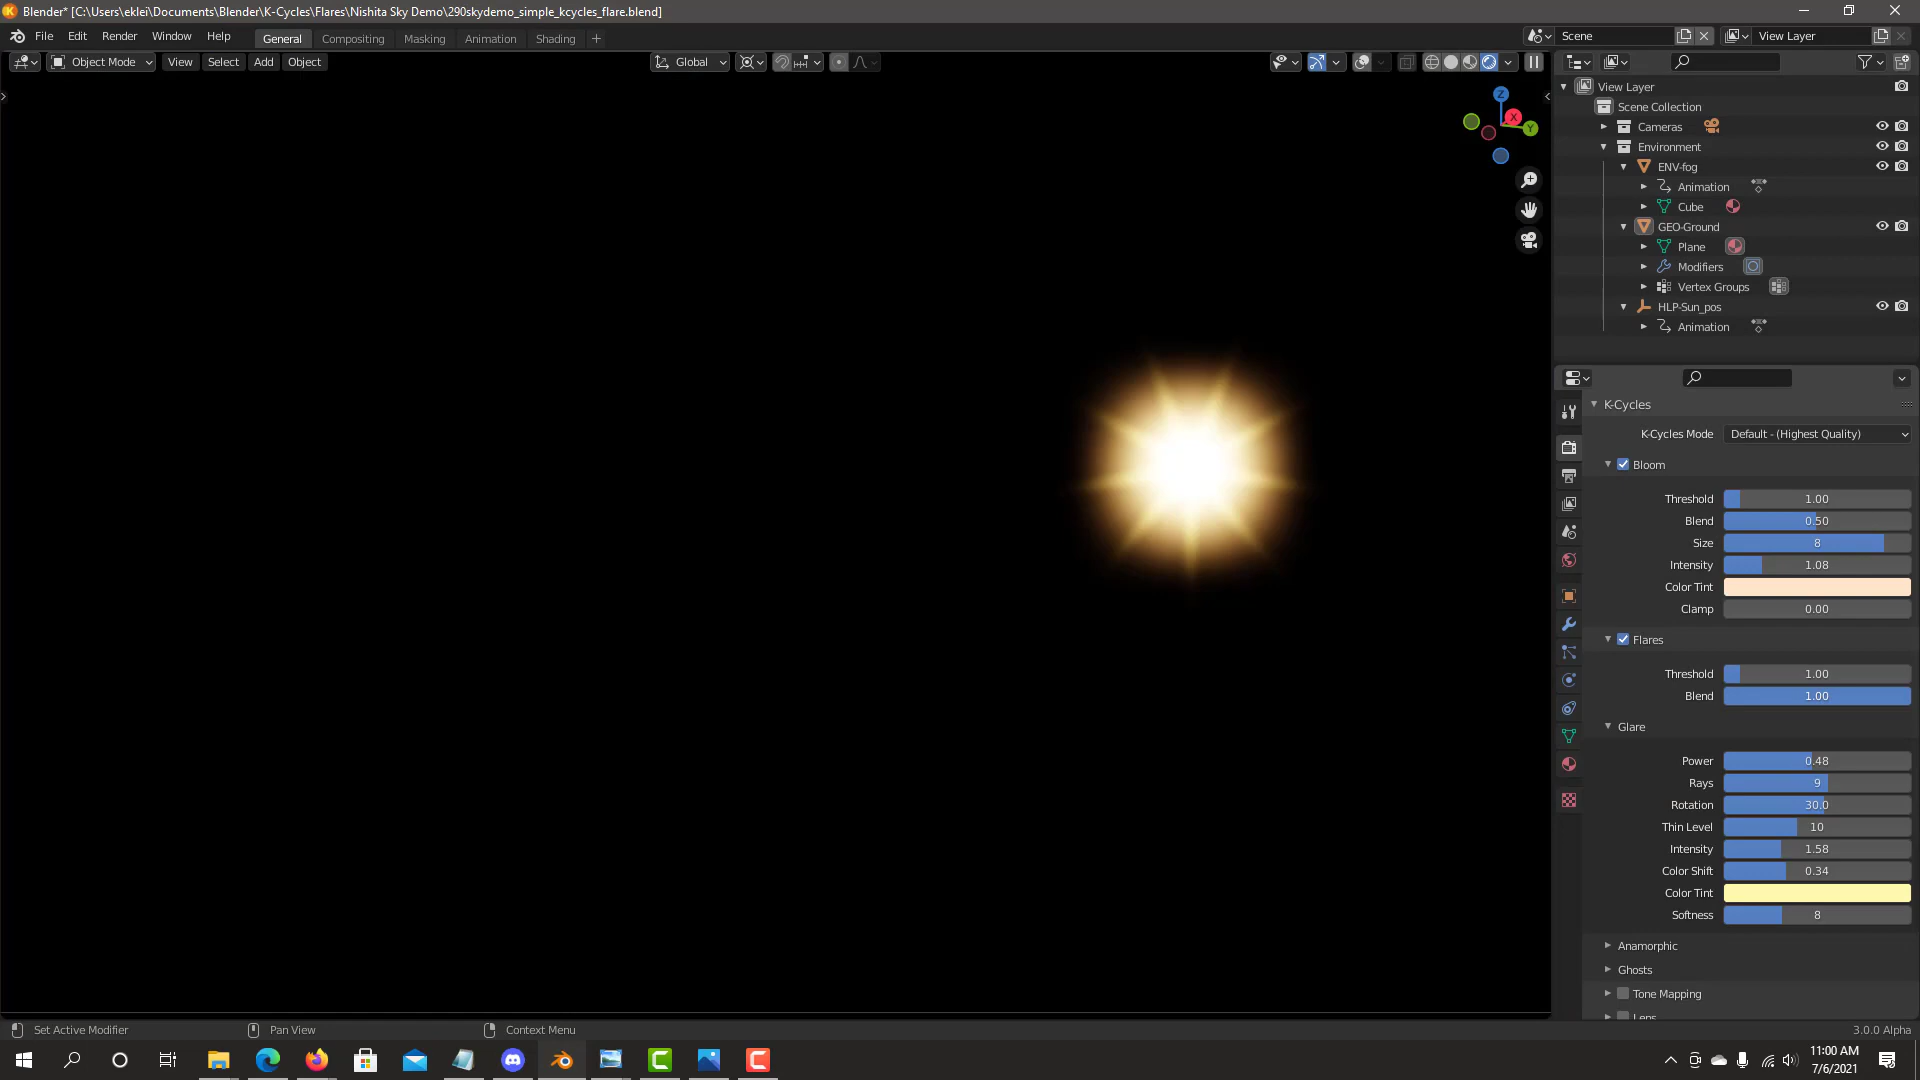 Blender* [C:\Users\eklei\Documents\Blender\K-Cycles\Flares\Nishita Sky Demo\290skydemo_simple_kcycles_flare.blend]
File Edit Render Window Help General Compositing Masking Animation Shading + Scene View Layer
Object Mode View Select Add Object Global
View Layer
Scene Collection
Cameras
Environment
ENV-fog
Animation
Cube
GEO-Ground
Plane
Modifiers
Vertex Groups
HLP-Sun_pos
Animation
Z
X
Y
K-Cycles
K-Cycles Mode Default - (Highest Quality)
Bloom
Threshold 1.00
Blend 0.50
Size 8
Intensity 1.08
Color Tint
Clamp 0.00
Flares
Threshold 1.00
Blend 1.00
Glare
Power 0.48
Rays 9
Rotation 30.0
Thin Level 10
Intensity 1.58
Color Shift 0.34
Color Tint
Softness 8
Anamorphic
Ghosts
Tone Mapping
Lens
Set Active Modifier Pan View Context Menu 3.0.0 Alpha
11:00 AM
7/6/2021